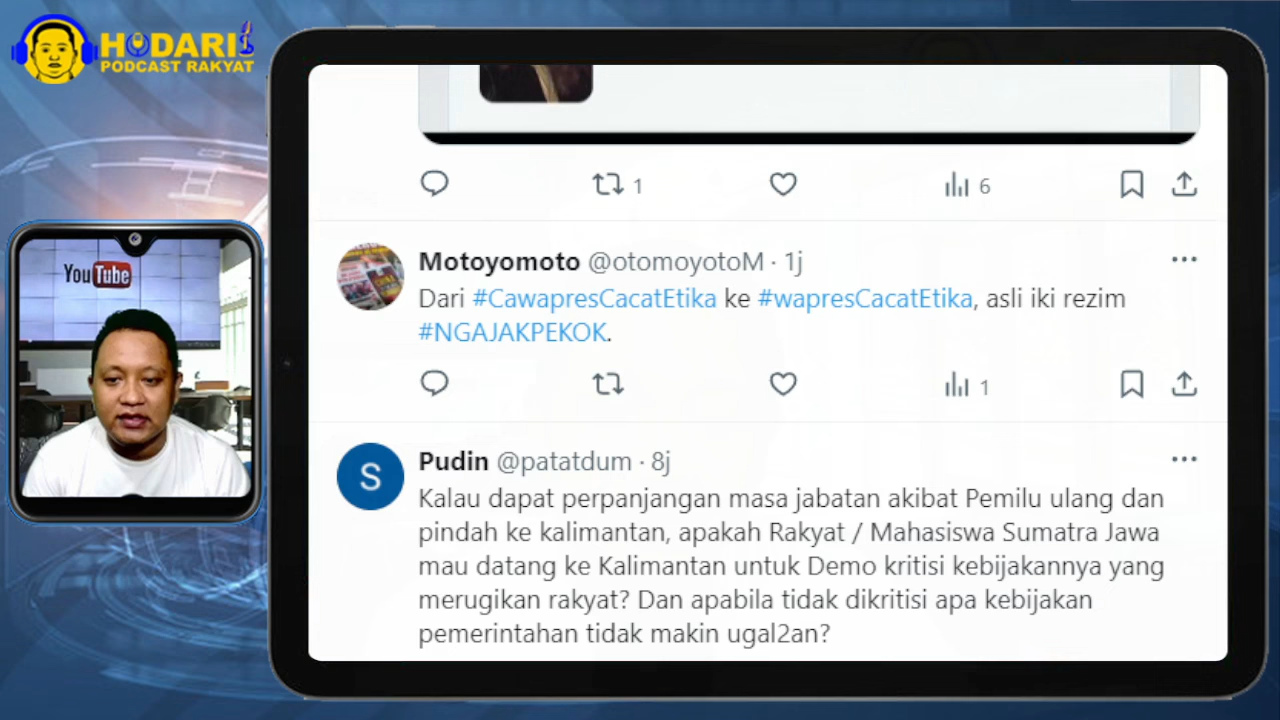 HODARI
PODCAST RAKYAT
YouTube
1
6
Motoyomoto @otomoyotoM · 1j
Dari #CawapresCacatEtika ke #wapresCacatEtika, asli iki rezim
#NGAJAKPEKOK.
1
S
Pudin @patatdum · 8j
Kalau dapat perpanjangan masa jabatan akibat Pemilu ulang dan
pindah ke kalimantan, apakah Rakyat / Mahasiswa Sumatra Jawa
mau datang ke Kalimantan untuk Demo kritisi kebijakannya yang
merugikan rakyat? Dan apabila tidak dikritisi apa kebijakan
pemerintahan tidak makin ugal2an?